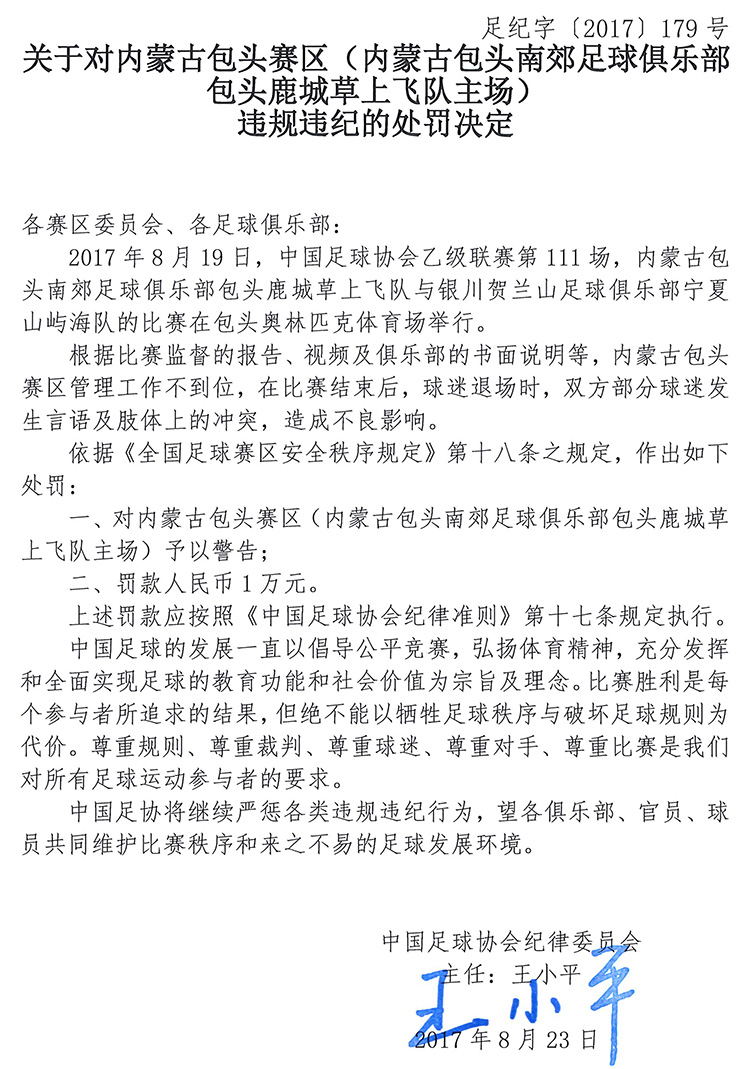 足纪字〔2017〕179号
关于对内蒙古包头赛区（内蒙古包头南郊足球俱乐部
包头鹿城草上飞队主场）
违规违纪的处罚决定
各赛区委员会、各足球俱乐部：
2017年8月19日，中国足球协会乙级联赛第111场，内蒙古包
头南郊足球俱乐部包头鹿城草上飞队与银川贺兰山足球俱乐部宁夏
山屿海队的比赛在包头奥林匹克体育场举行。
根据比赛监督的报告、视频及俱乐部的书面说明等，内蒙古包头
赛区管理工作不到位，在比赛结束后，球迷退场时，双方部分球迷发
生言语及肢体上的冲突，造成不良影响。
依据《全国足球赛区安全秩序规定》第十八条之规定，作出如下
处罚：
一、对内蒙古包头赛区（内蒙古包头南郊足球俱乐部包头鹿城草
上飞队主场）予以警告；
二、罚款人民币1万元。
上述罚款应按照《中国足球协会纪律准则》第十七条规定执行。
中国足球的发展一直以倡导公平竞赛，弘扬体育精神，充分发挥
和全面实现足球的教育功能和社会价值为宗旨及理念。比赛胜利是每
个参与者所追求的结果，但绝不能以牺牲足球秩序与破坏足球规则为
代价。尊重规则、尊重裁判、尊重球迷、尊重对手、尊重比赛是我们
对所有足球运动参与者的要求。
中国足协将继续严惩各类违规违纪行为，望各俱乐部、官员、球
员共同维护比赛秩序和来之不易的足球发展环境。
中国足球协会纪律委员会
主任：王小平
王小平
2017年8月23日